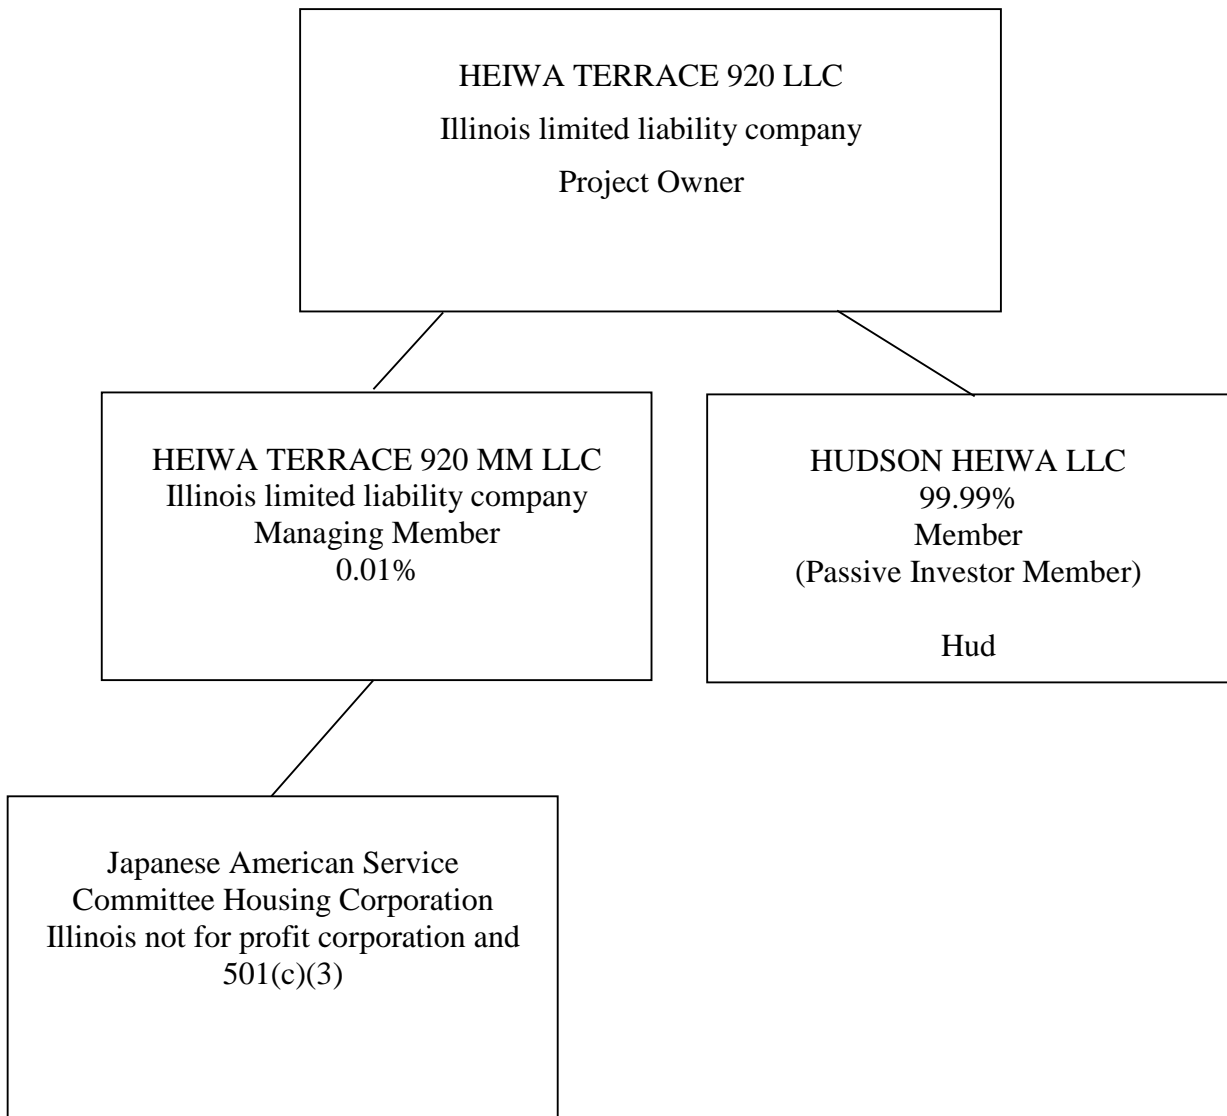 HEIWA TERRACE 920 LLC
Illinois limited liability company
Project Owner
HEIWA TERRACE 920 MM LLC
Illinois limited liability company
Managing Member
0.01%
HUDSON HEIWA LLC
99.99%
Member
(Passive Investor Member)
Hud
Japanese American Service
Committee Housing Corporation
Illinois not for profit corporation and
501(c)(3)